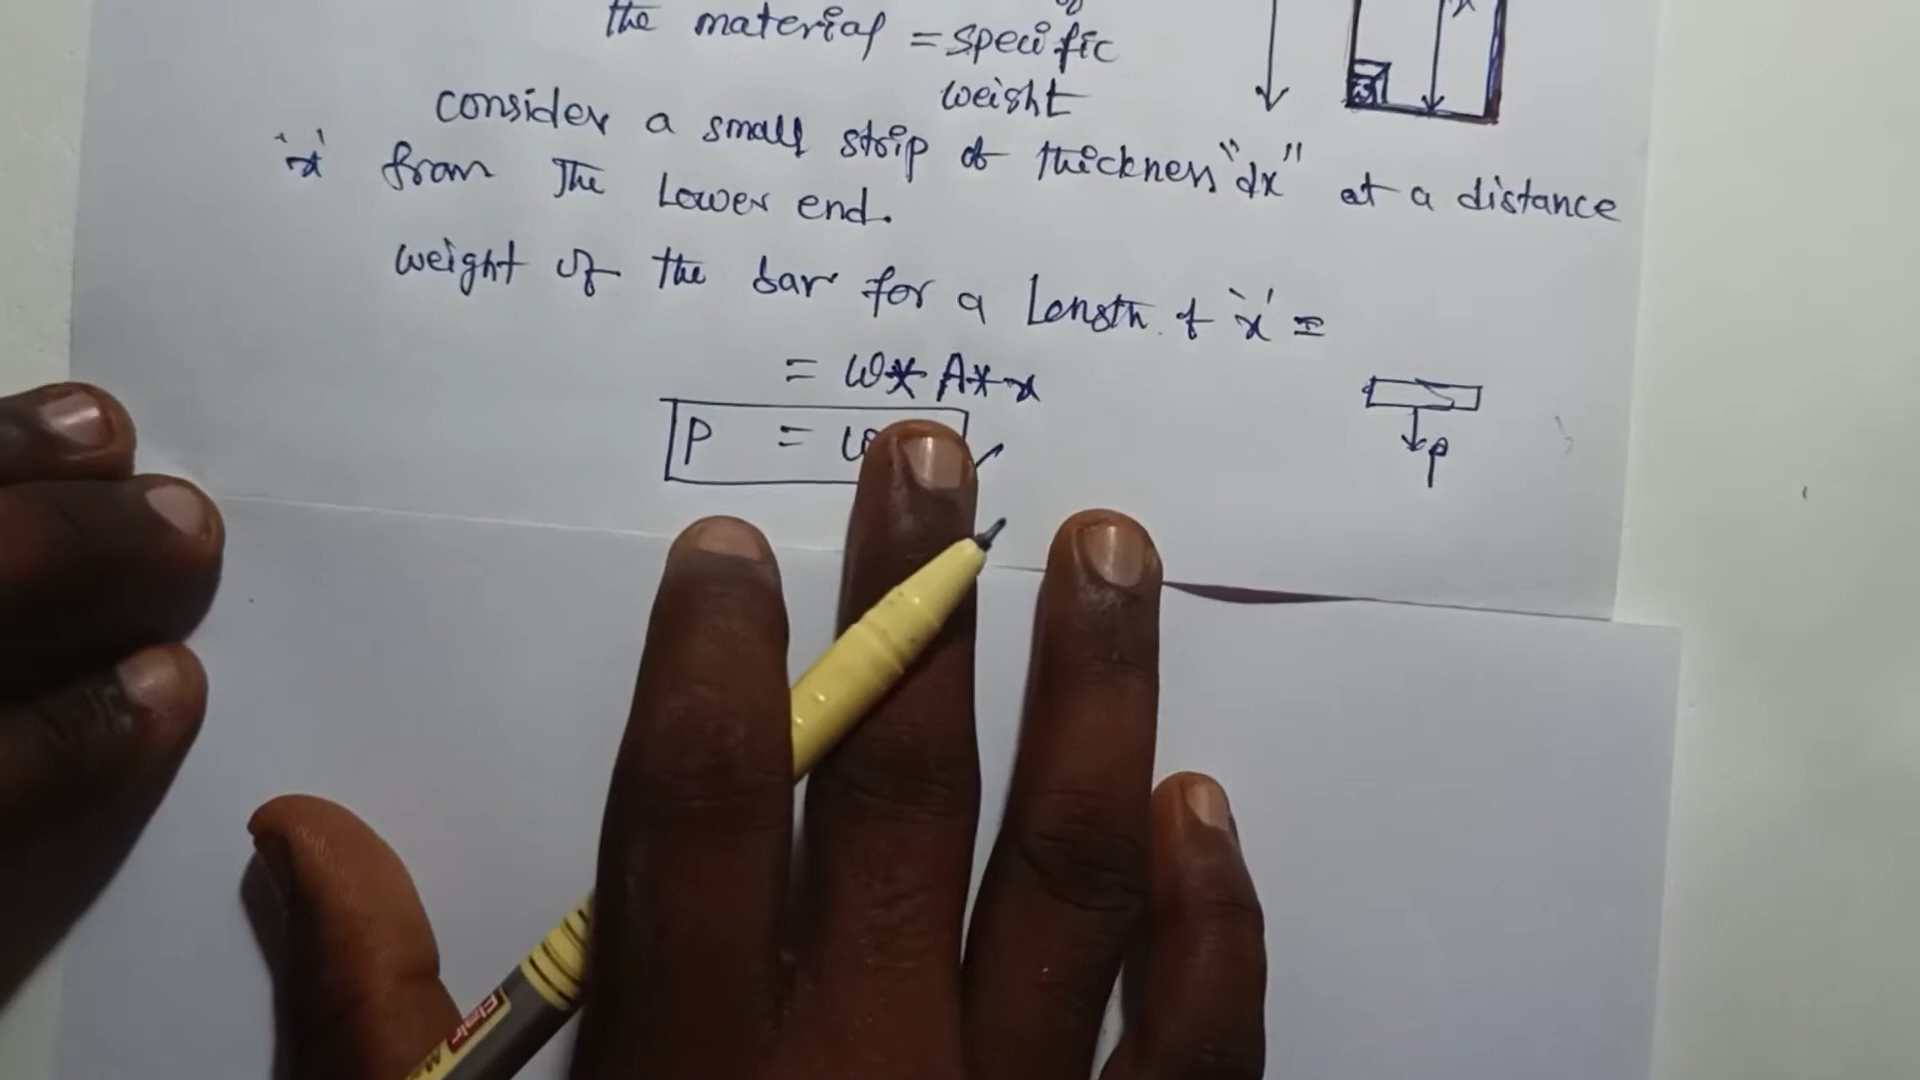 the material = specific
weight
consider a small strip of thickness "dx" at a distance
'x' from The Lower end.
weight of the bar for a Length of 'x' =
= W * A * x
P = W
P
x
W
Elmir